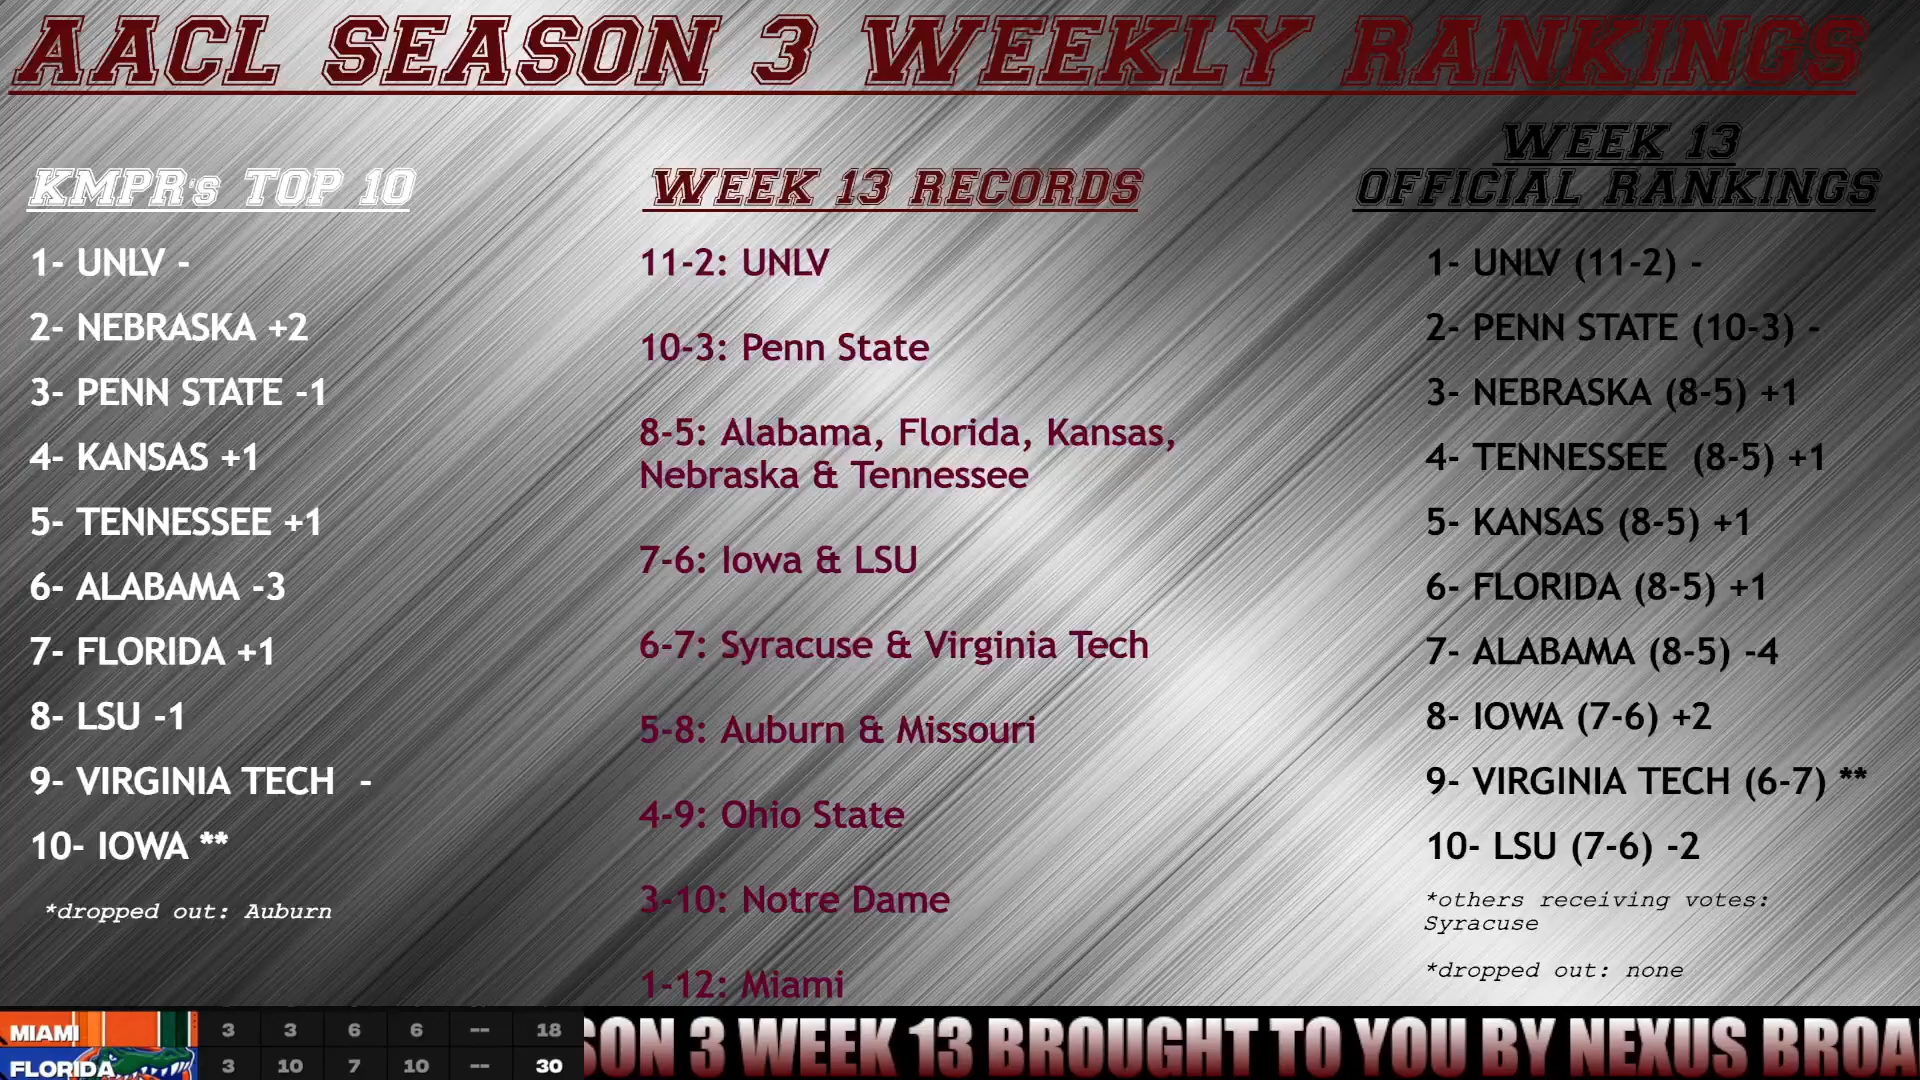 AACL SEASON 3 WEEKLY RANKINGS
KMPR's TOP 10
1- UNLV -
2- NEBRASKA +2
3- PENN STATE -1
4- KANSAS +1
5- TENNESSEE +1
6- ALABAMA -3
7- FLORIDA +1
8- LSU -1
9- VIRGINIA TECH -
10- IOWA **
*dropped out: Auburn
WEEK 13 RECORDS
11-2: UNLV
10-3: Penn State
8-5: Alabama, Florida, Kansas,
Nebraska & Tennessee
7-6: Iowa & LSU
6-7: Syracuse & Virginia Tech
5-8: Auburn & Missouri
4-9: Ohio State
3-10: Notre Dame
1-12: Miami
WEEK 13
OFFICIAL RANKINGS
1- UNLV (11-2) -
2- PENN STATE (10-3) -
3- NEBRASKA (8-5) +1
4- TENNESSEE (8-5) +1
5- KANSAS (8-5) +1
6- FLORIDA (8-5) +1
7- ALABAMA (8-5) -4
8- IOWA (7-6) +2
9- VIRGINIA TECH (6-7) **
10- LSU (7-6) -2
*others receiving votes:
Syracuse
*dropped out: none
MIAMI 3 3 6 6 -- 18
FLORIDA 3 10 7 10 -- 30
SON 3 WEEK 13 BROUGHT TO YOU BY NEXUS BROA